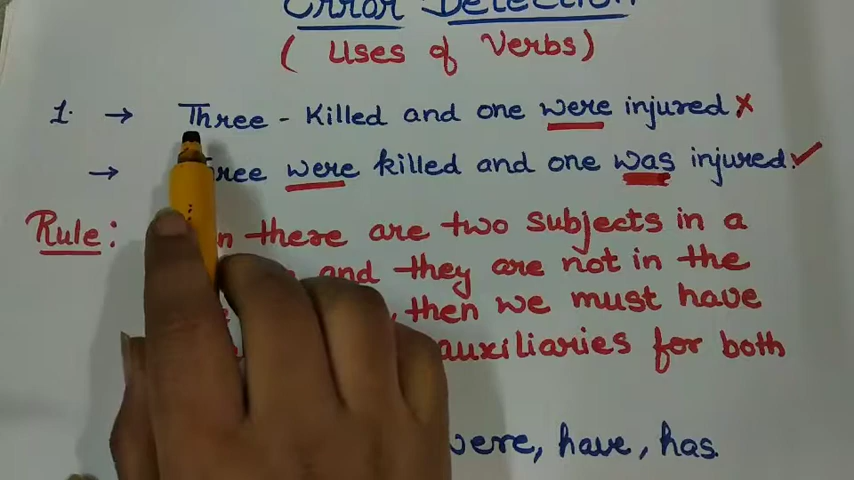 Error Detection
( Uses of Verbs )
1. → Three - Killed and one were injured ✗
→ Three were killed and one was injured. ✓
Rule: there are two subjects in a
and they are not in the
, then we must have
auxiliaries for both
were, have, has.